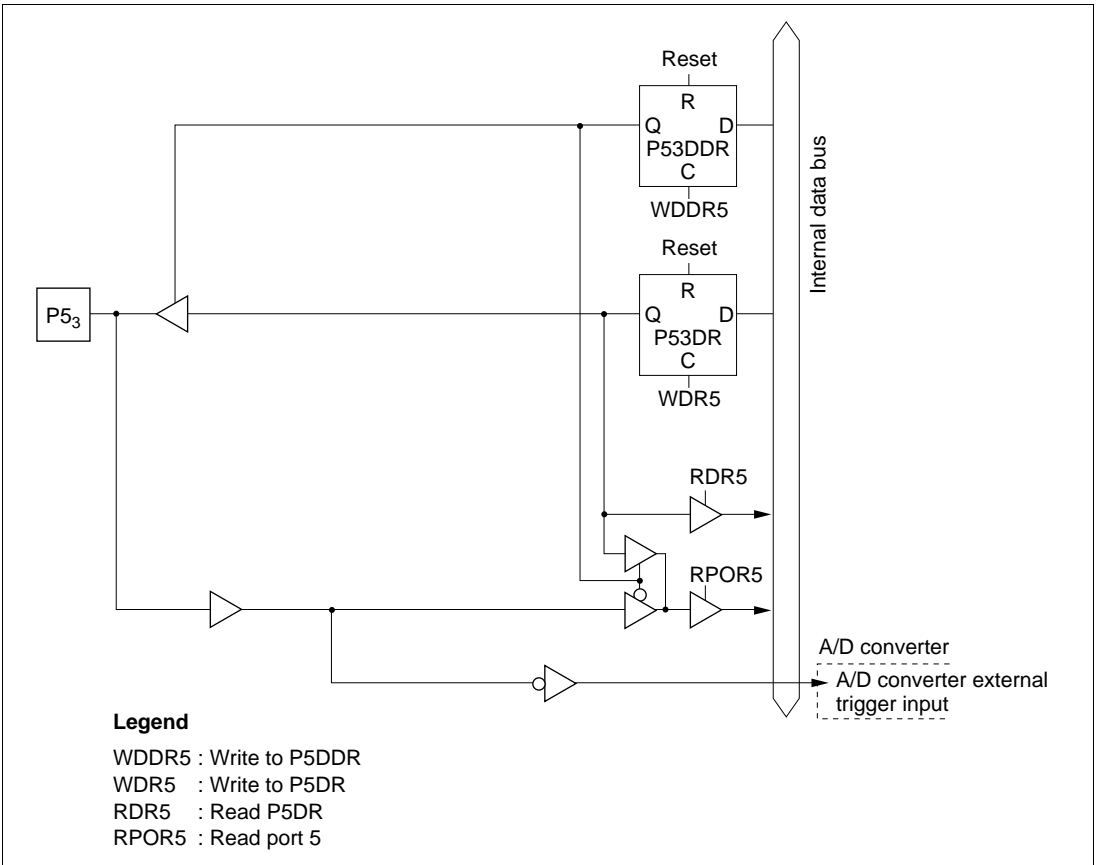 Reset
R
Q D
P53DDR
C
WDDR5
Internal data bus
Reset
R
P5₃
Q D
P53DR
C
WDR5
RDR5
RPOR5
A/D converter
A/D converter external
trigger input
Legend
WDDR5 : Write to P5DDR
WDR5 : Write to P5DR
RDR5 : Read P5DR
RPOR5 : Read port 5